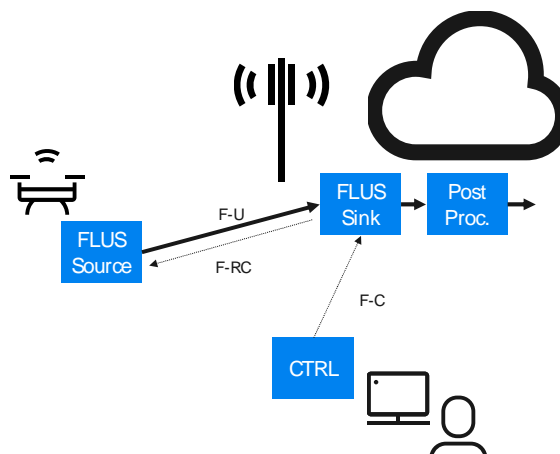 FLUS
Source
F-U
F-RC
FLUS
Sink
Post
Proc.
F-C
CTRL